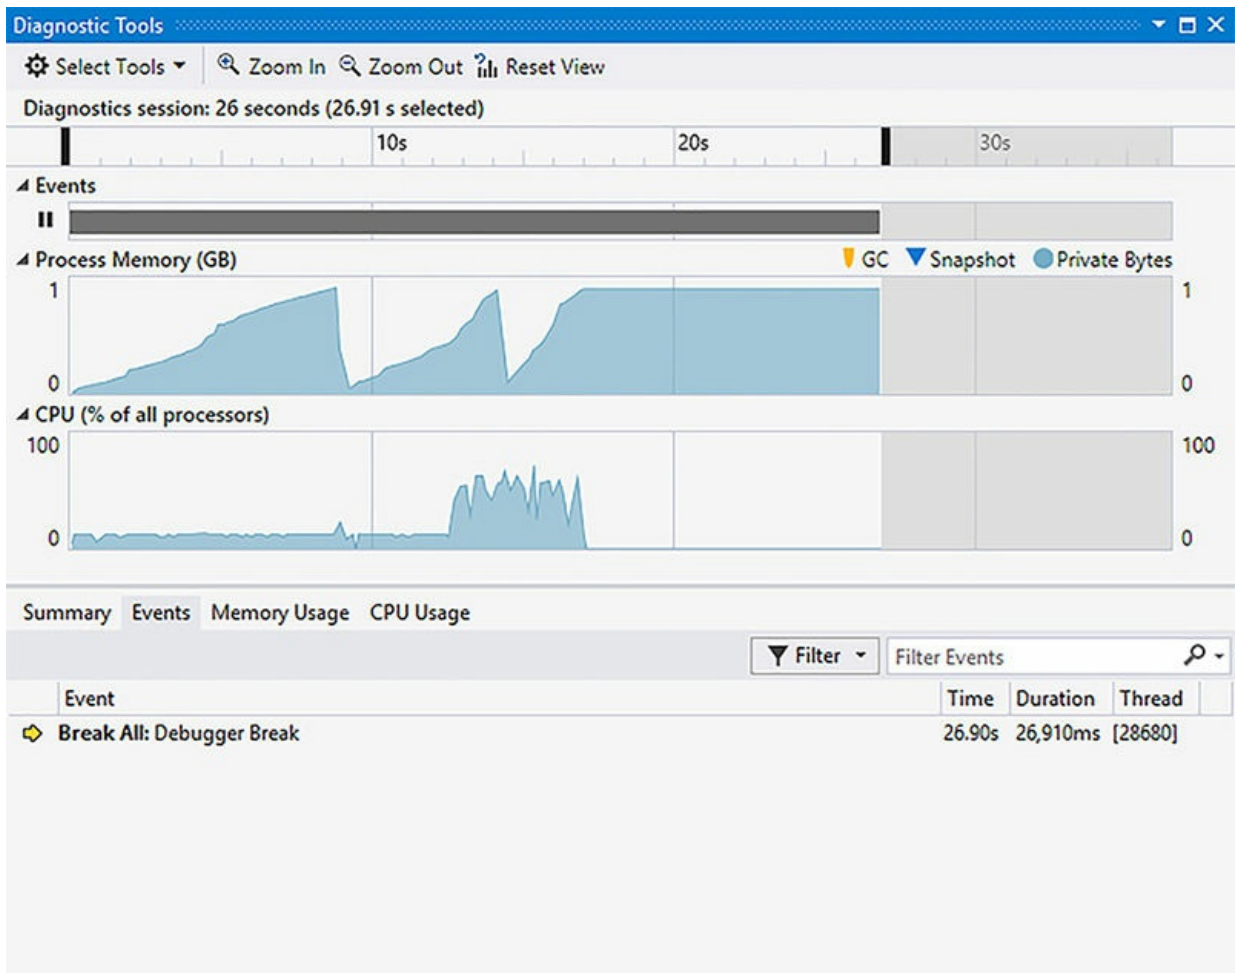 Diagnostic Tools
Select Tools Zoom In Zoom Out Reset View
Diagnostics session: 26 seconds (26.91 s selected)
10s 20s 30s
Events
Process Memory (GB) GC Snapshot Private Bytes
1 1
0 0
CPU (% of all processors)
100 100
0 0
Summary Events Memory Usage CPU Usage
Filter Filter Events
Event Time Duration Thread
Break All: Debugger Break 26.90s 26,910ms [28680]